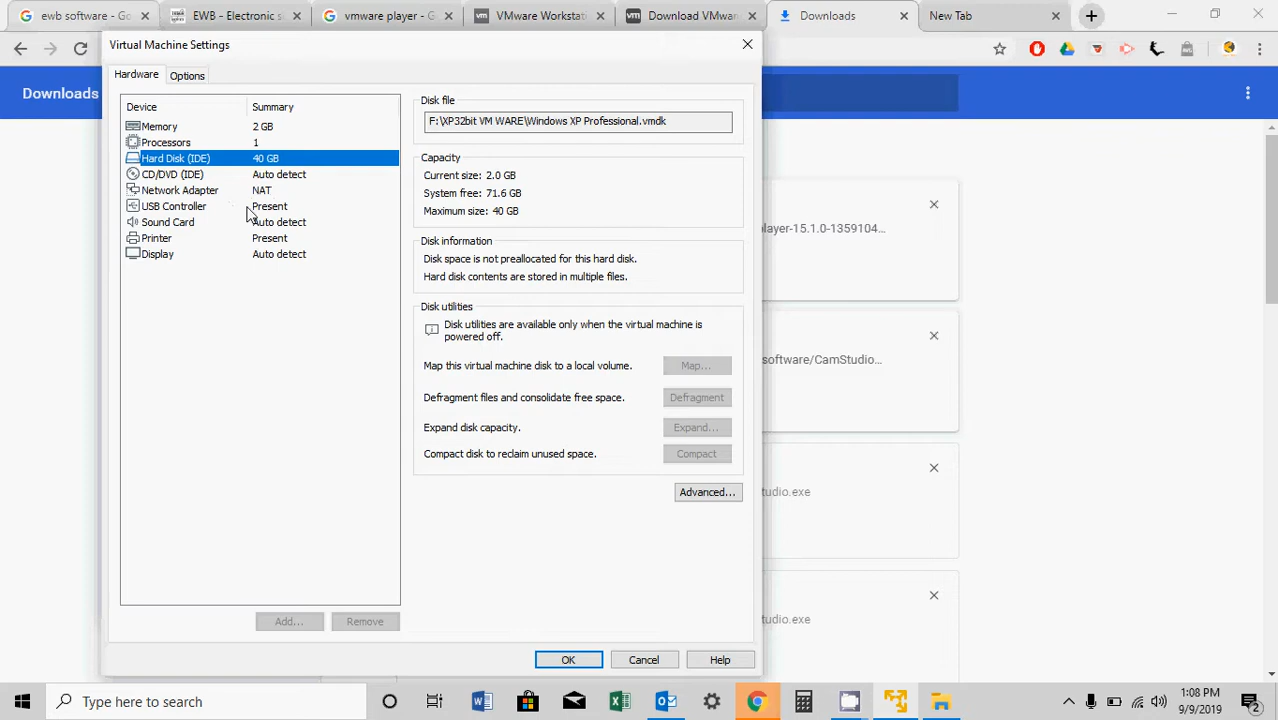 ewb software - G
EWB - Electronic s
vmware player - G
VMware Workstat
Download VMwar
Downloads
New Tab
Virtual Machine Settings
Hardware
Options
Downloads
Device
Summary
Memory
2 GB
Processors
1
Hard Disk (IDE)
40 GB
CD/DVD (IDE)
Auto detect
Network Adapter
NAT
USB Controller
Present
Sound Card
Auto detect
Printer
Present
Display
Auto detect
Add...
Remove
Disk file
F:\XP32bit VM WARE\Windows XP Professional.vmdk
Capacity
Current size: 2.0 GB
System free: 71.6 GB
Maximum size: 40 GB
Disk information
Disk space is not preallocated for this hard disk.
Hard disk contents are stored in multiple files.
Disk utilities
Disk utilities are available only when the virtual machine is
powered off.
Map this virtual machine disk to a local volume.
Map...
Defragment files and consolidate free space.
Defragment
Expand disk capacity.
Expand...
Compact disk to reclaim unused space.
Compact
Advanced...
OK
Cancel
Help
layer-15.1.0-1359104...
software/CamStudio...
tudio.exe
tudio.exe
Type here to search
1:08 PM
9/9/2019
2